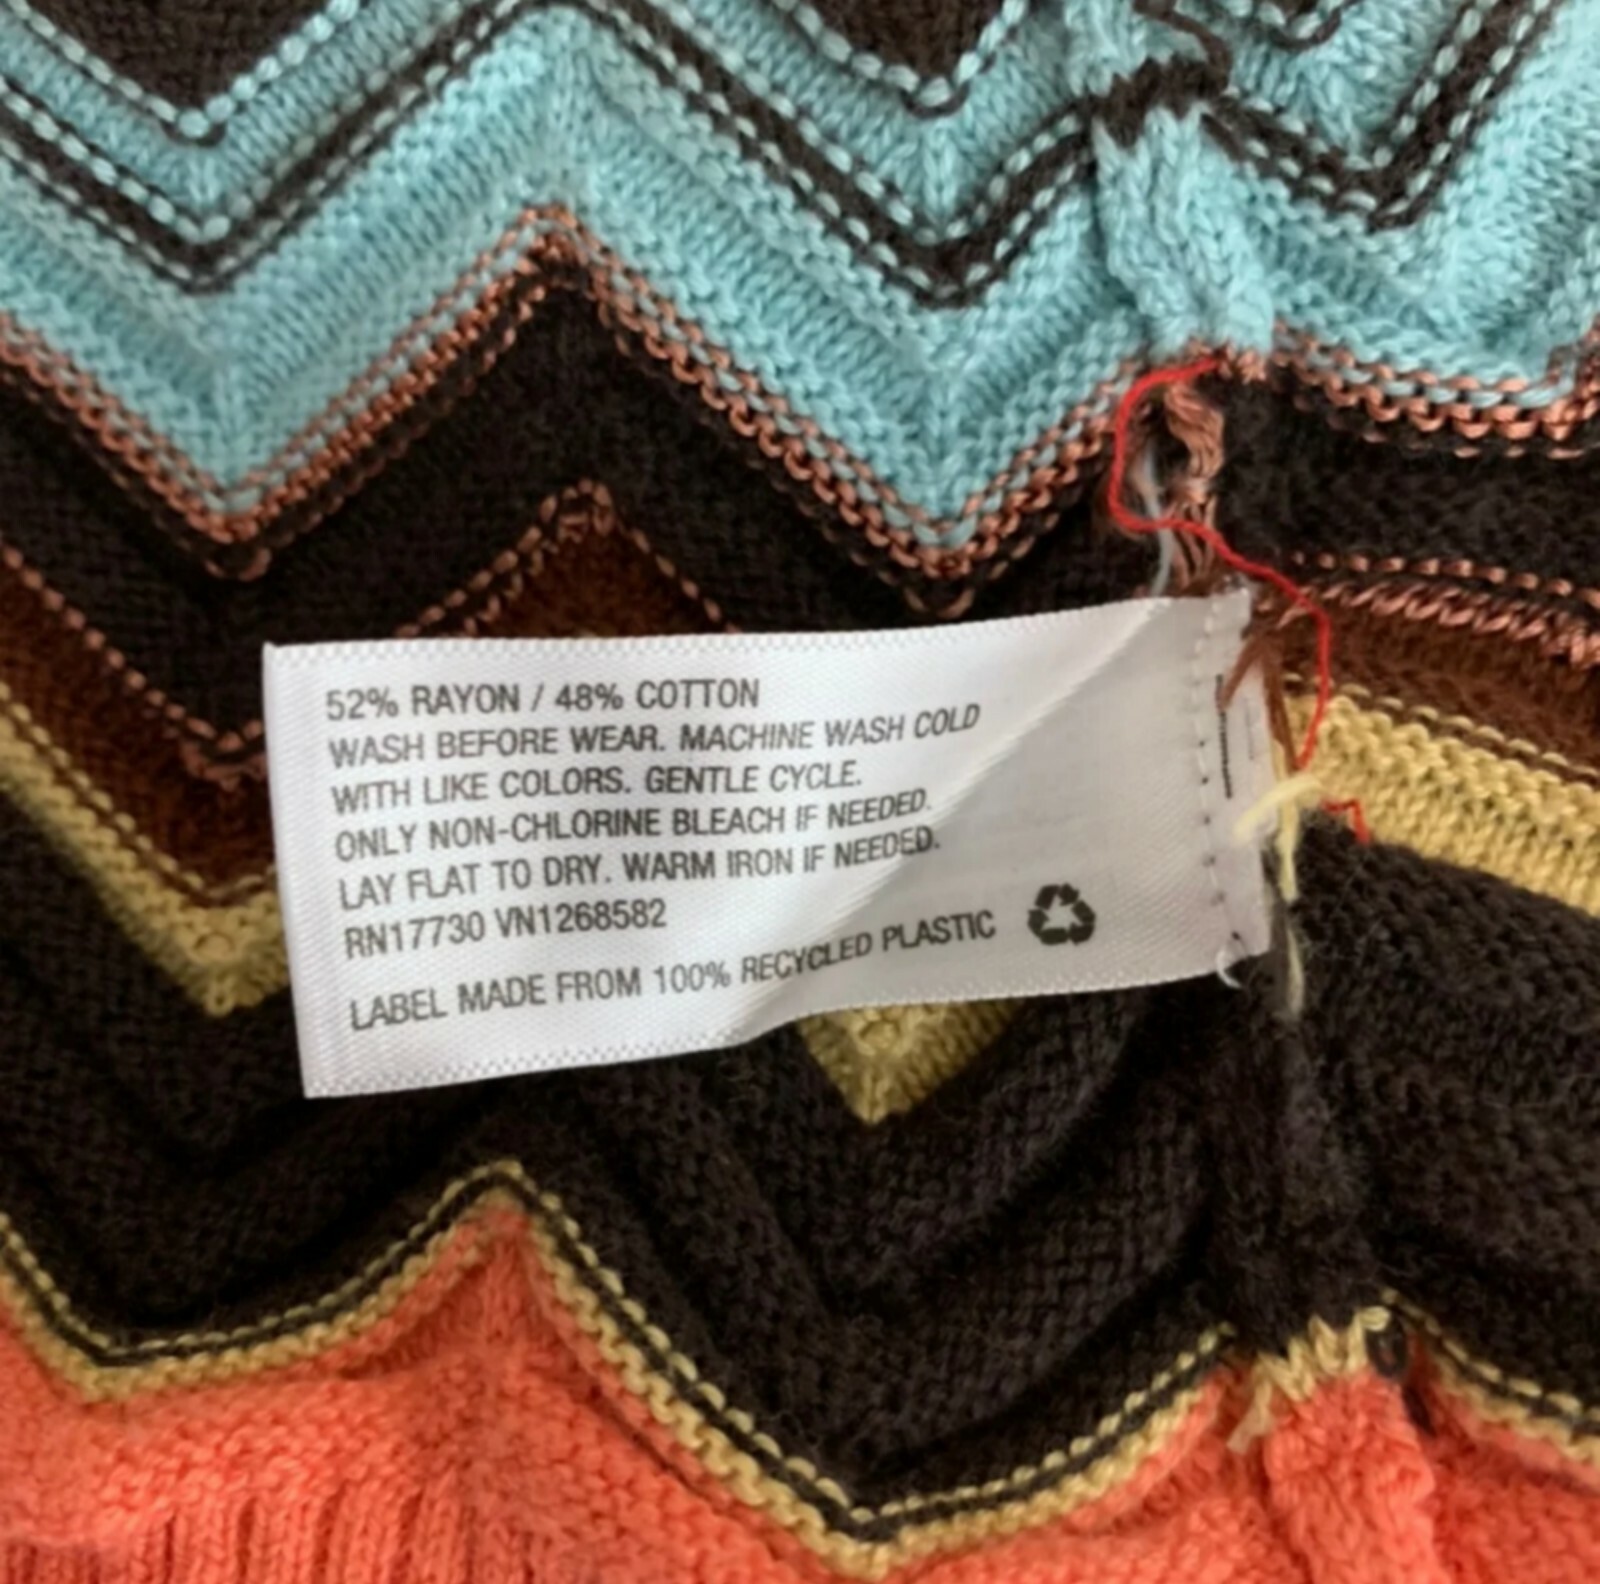 52% RAYON / 48% COTTON
WASH BEFORE WEAR. MACHINE WASH COLD
WITH LIKE COLORS. GENTLE CYCLE.
ONLY NON-CHLORINE BLEACH IF NEEDED.
LAY FLAT TO DRY. WARM IRON IF NEEDED.
RN17730 VN1268582
LABEL MADE FROM 100% RECYCLED PLASTIC